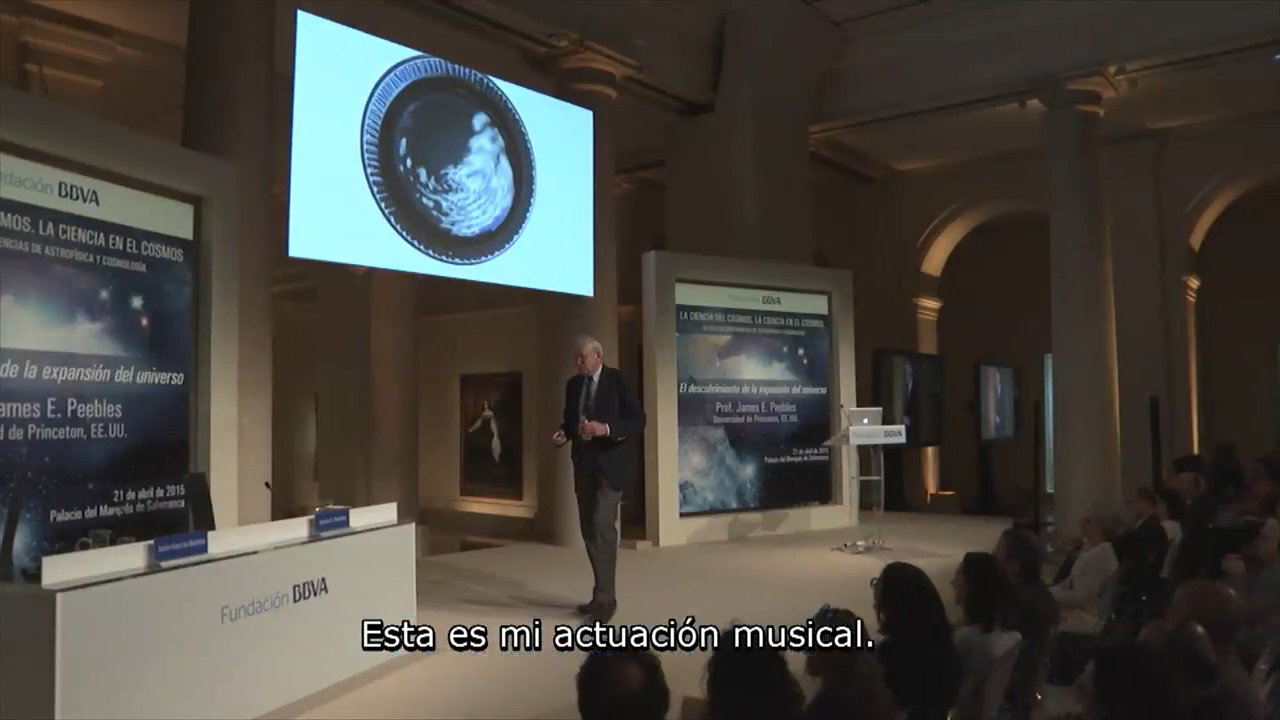 dación BBVA
MOS. LA CIENCIA EN EL COSMOS
ENCIAS DE ASTROFÍSICA Y COSMOLOGÍA
de la expansión del universo
ames E. Peebles
d de Princeton, EE.UU.
21 de abril de 2015
Palacio del Marqués de Salamanca
Fundación BBVA
Fundación BBVA
LA CIENCIA DEL COSMOS. LA CIENCIA EN EL COSMOS
El descubrimiento de la expansión del universo
Prof. James E. Peebles
Universidad de Princeton, EE.UU.
21 de abril de 2015
Palacio del Marqués de Salamanca
BBVA
Esta es mi actuación musical.